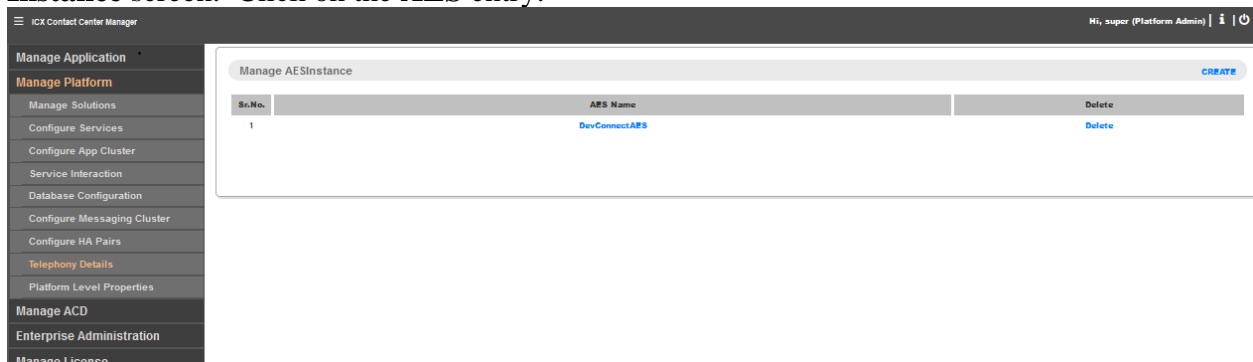 Instance screen. Click on the AES entry.
☰ ICX Contact Center Manager
Hi, super (Platform Admin) | i | ⏻
Manage Application
Manage Platform
Manage Solutions
Configure Services
Configure App Cluster
Service Interaction
Database Configuration
Configure Messaging Cluster
Configure HA Pairs
Telephony Details
Platform Level Properties
Manage ACD
Enterprise Administration
Manage License
Manage AESInstance
CREATE
Sr.No. AES Name Delete
1 DevConnectAES Delete